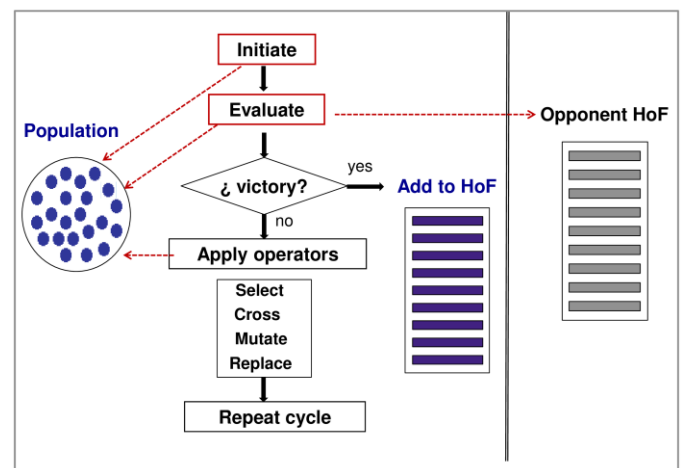 Initiate
Evaluate
Population
Opponent HoF
¿ victory?
yes
Add to HoF
no
Apply operators
Select
Cross
Mutate
Replace
Repeat cycle